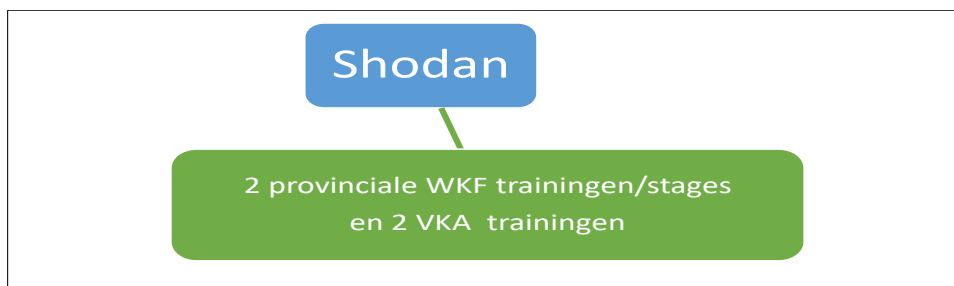 Shodan
2 provinciale WKF trainingen/stages
en 2 VKA trainingen